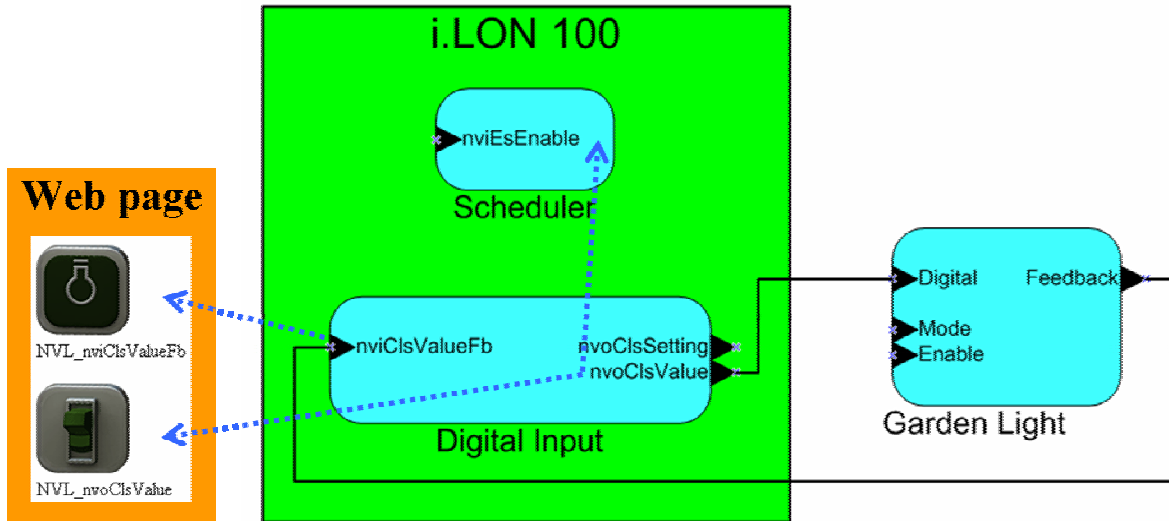 i.LON 100
nviEsEnable
Scheduler
Web page
NVL_nviClsValueFb
NVL_nvoClsValue
nviClsValueFb
nvoClsSetting
nvoClsValue
Digital Input
Digital
Feedback
Mode
Enable
Garden Light